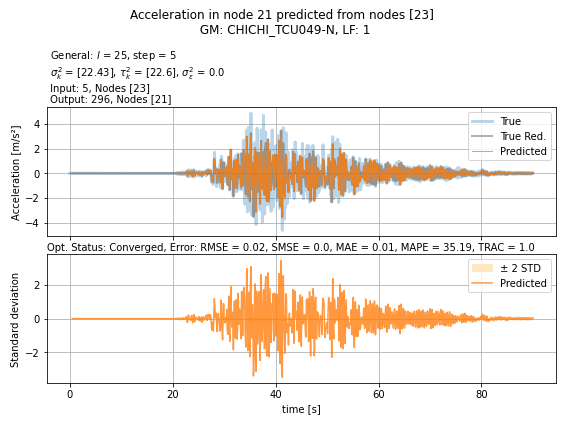 Acceleration in node 21 predicted from nodes [23]
GM: CHICHI_TCU049-N, LF: 1
General: l = 25, step = 5
σ²ₖ = [22.43], τ²ₖ = [22.6], σ²ε = 0.0
Input: 5, Nodes [23]
Output: 296, Nodes [21]
Acceleration [m/s²]
4
2
0
−2
−4
True
True Red.
Predicted
Opt. Status: Converged, Error: RMSE = 0.02, SMSE = 0.0, MAE = 0.01, MAPE = 35.19, TRAC = 1.0
Standard deviation
2
0
−2
± 2 STD
Predicted
0
20
40
60
80
time [s]